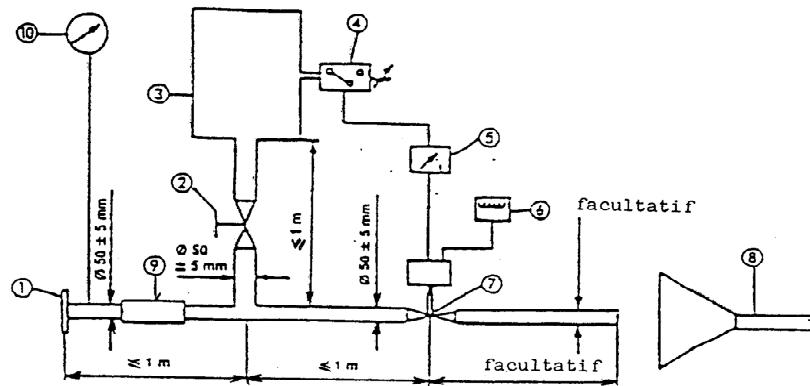 10
4
3
5
2
Ø 50 ± 5 mm
≤ 1 m
Ø 50 ± 5 mm
6
facultatif
Ø 50
≅ 5 mm
1
9
7
8
≤ 1 m
≤ 1 m
facultatif